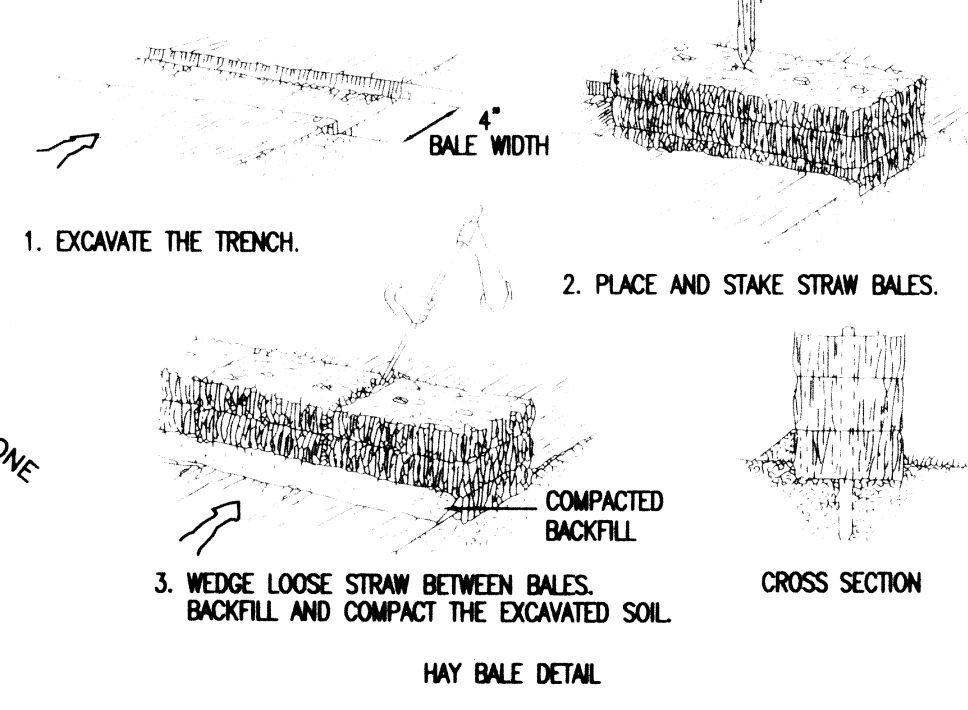 4"
BALE WIDTH
1. EXCAVATE THE TRENCH.
2. PLACE AND STAKE STRAW BALES.
ONE
COMPACTED
BACKFILL
3. WEDGE LOOSE STRAW BETWEEN BALES.
BACKFILL AND COMPACT THE EXCAVATED SOIL.
CROSS SECTION
HAY BALE DETAIL